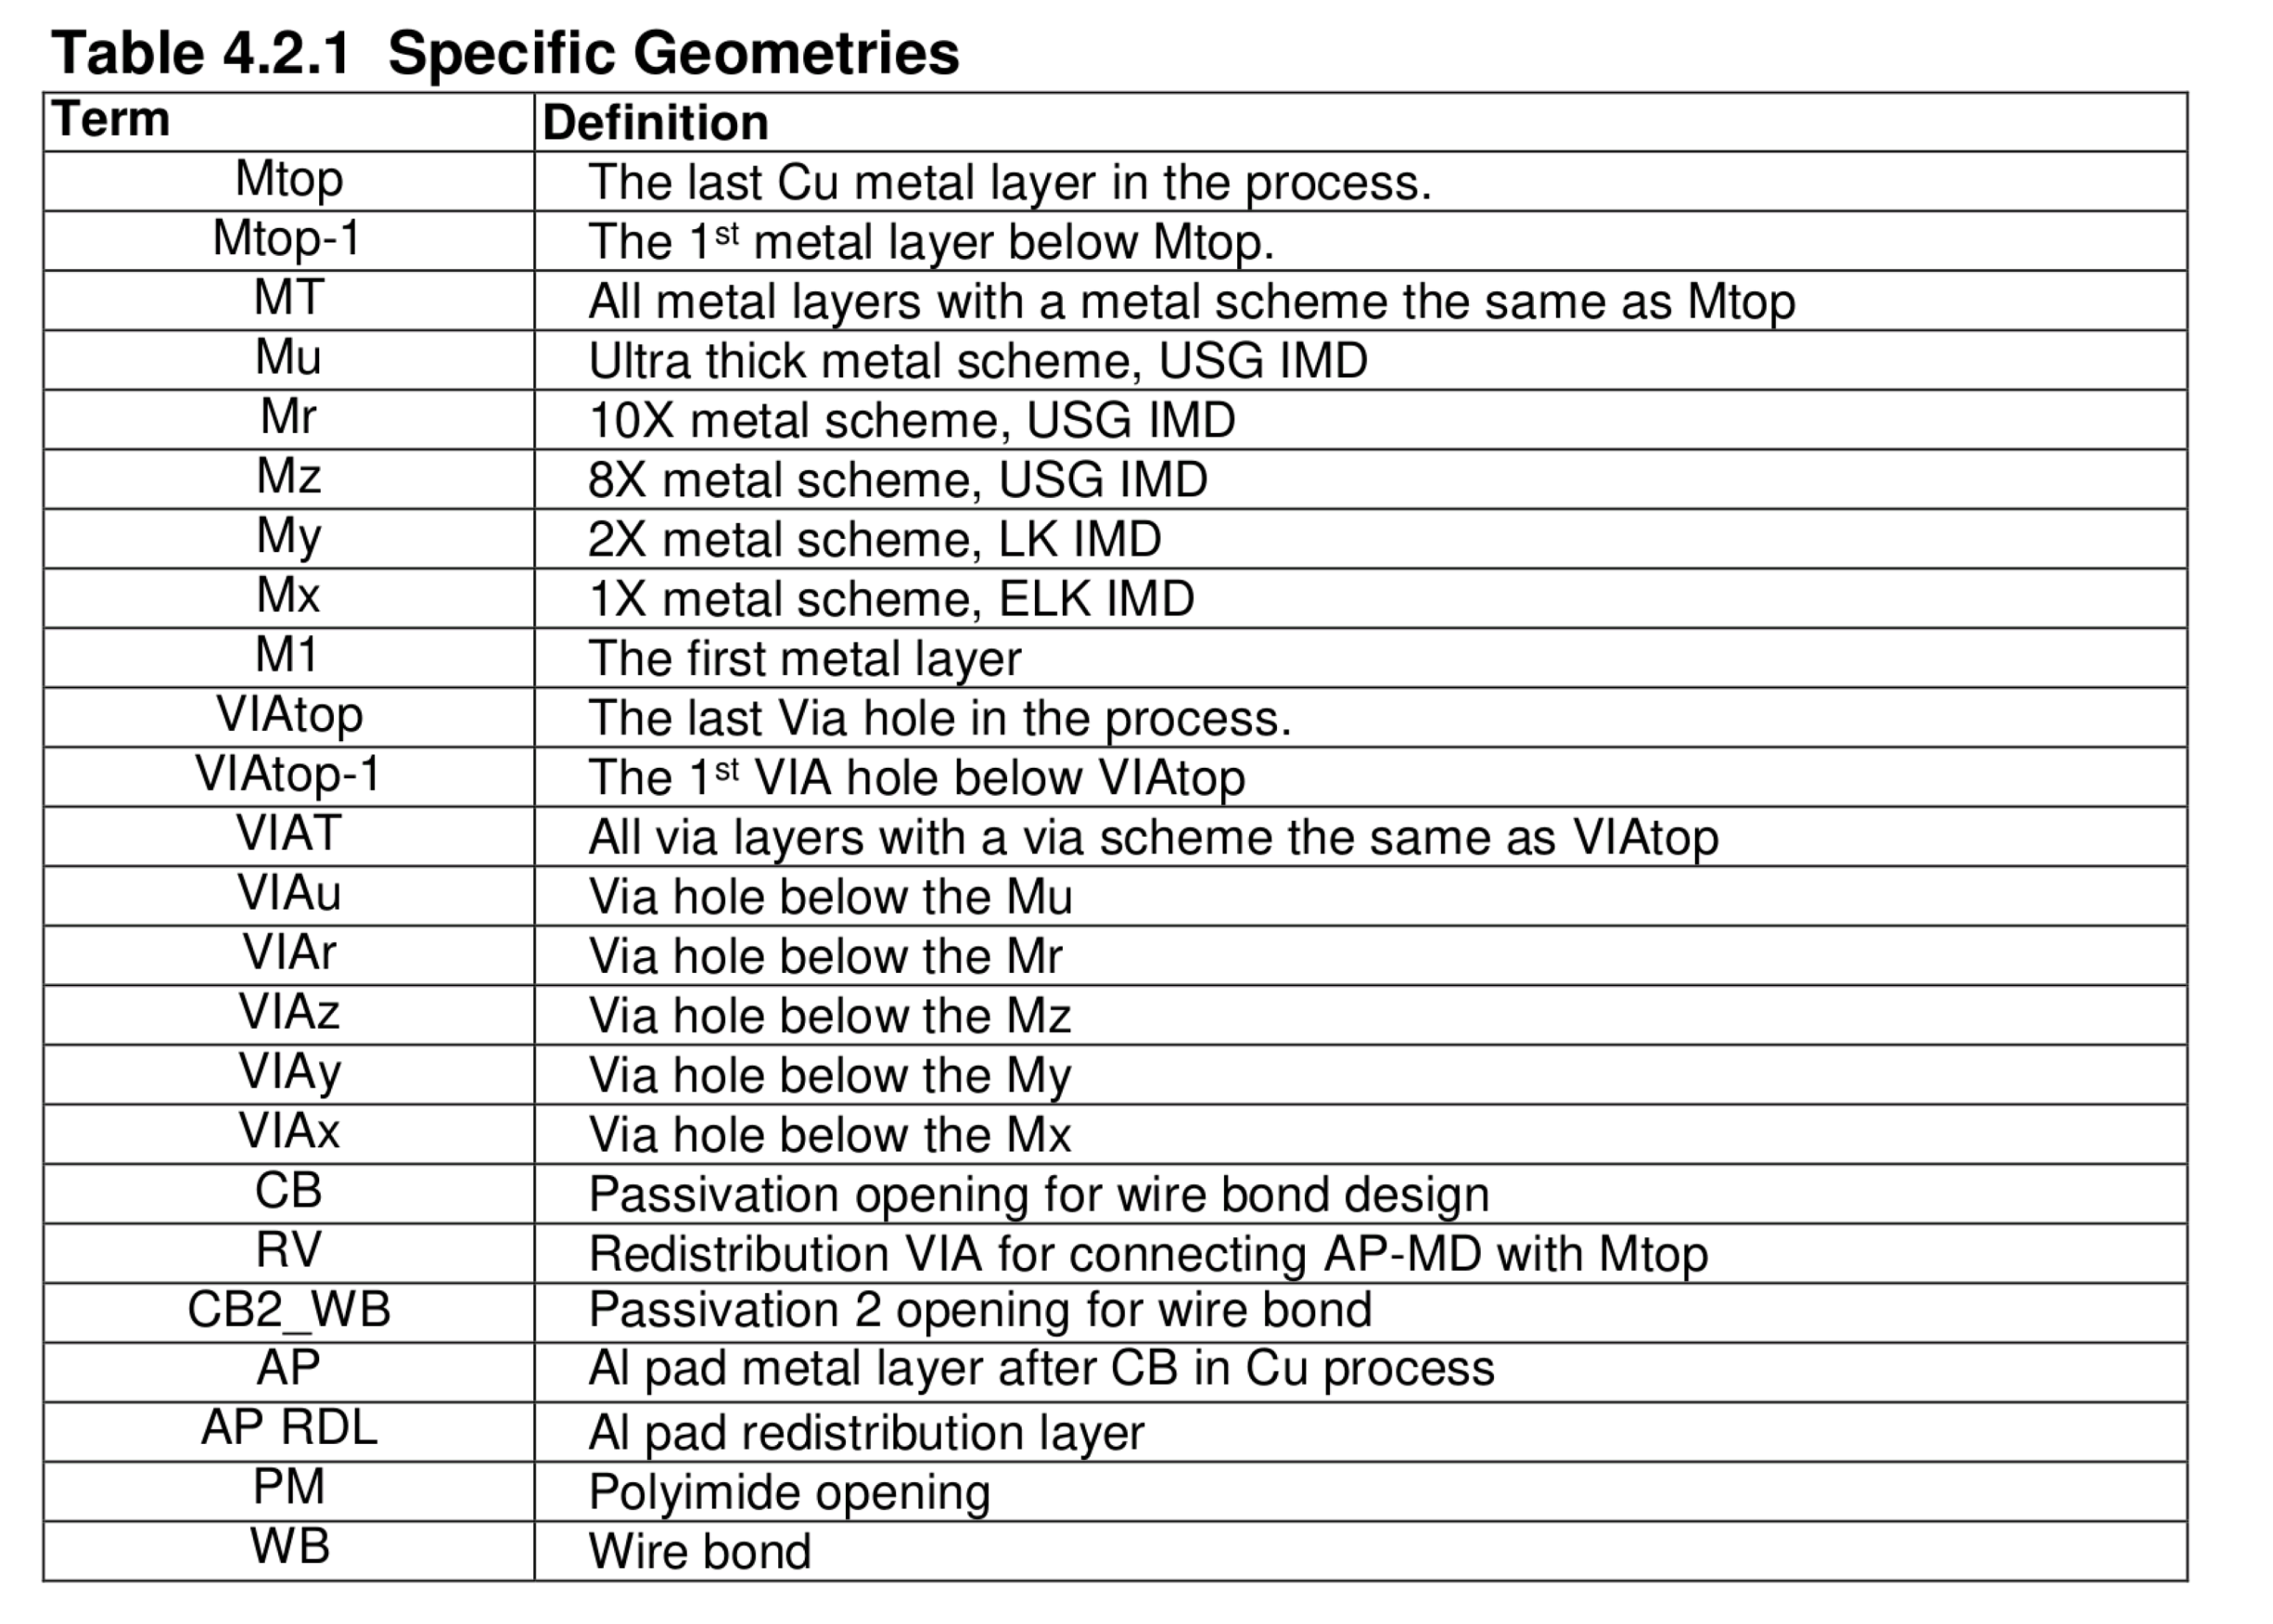 Table 4.2.1 Specific Geometries
Term Definition
Mtop The last Cu metal layer in the process.
Mtop-1 The 1st metal layer below Mtop.
MT All metal layers with a metal scheme the same as Mtop
Mu Ultra thick metal scheme, USG IMD
Mr 10X metal scheme, USG IMD
Mz 8X metal scheme, USG IMD
My 2X metal scheme, LK IMD
Mx 1X metal scheme, ELK IMD
M1 The first metal layer
VIAtop The last Via hole in the process.
VIAtop-1 The 1st VIA hole below VIAtop
VIAT All via layers with a via scheme the same as VIAtop
VIAu Via hole below the Mu
VIAr Via hole below the Mr
VIAz Via hole below the Mz
VIAy Via hole below the My
VIAx Via hole below the Mx
CB Passivation opening for wire bond design
RV Redistribution VIA for connecting AP-MD with Mtop
CB2_WB Passivation 2 opening for wire bond
AP Al pad metal layer after CB in Cu process
AP RDL Al pad redistribution layer
PM Polyimide opening
WB Wire bond